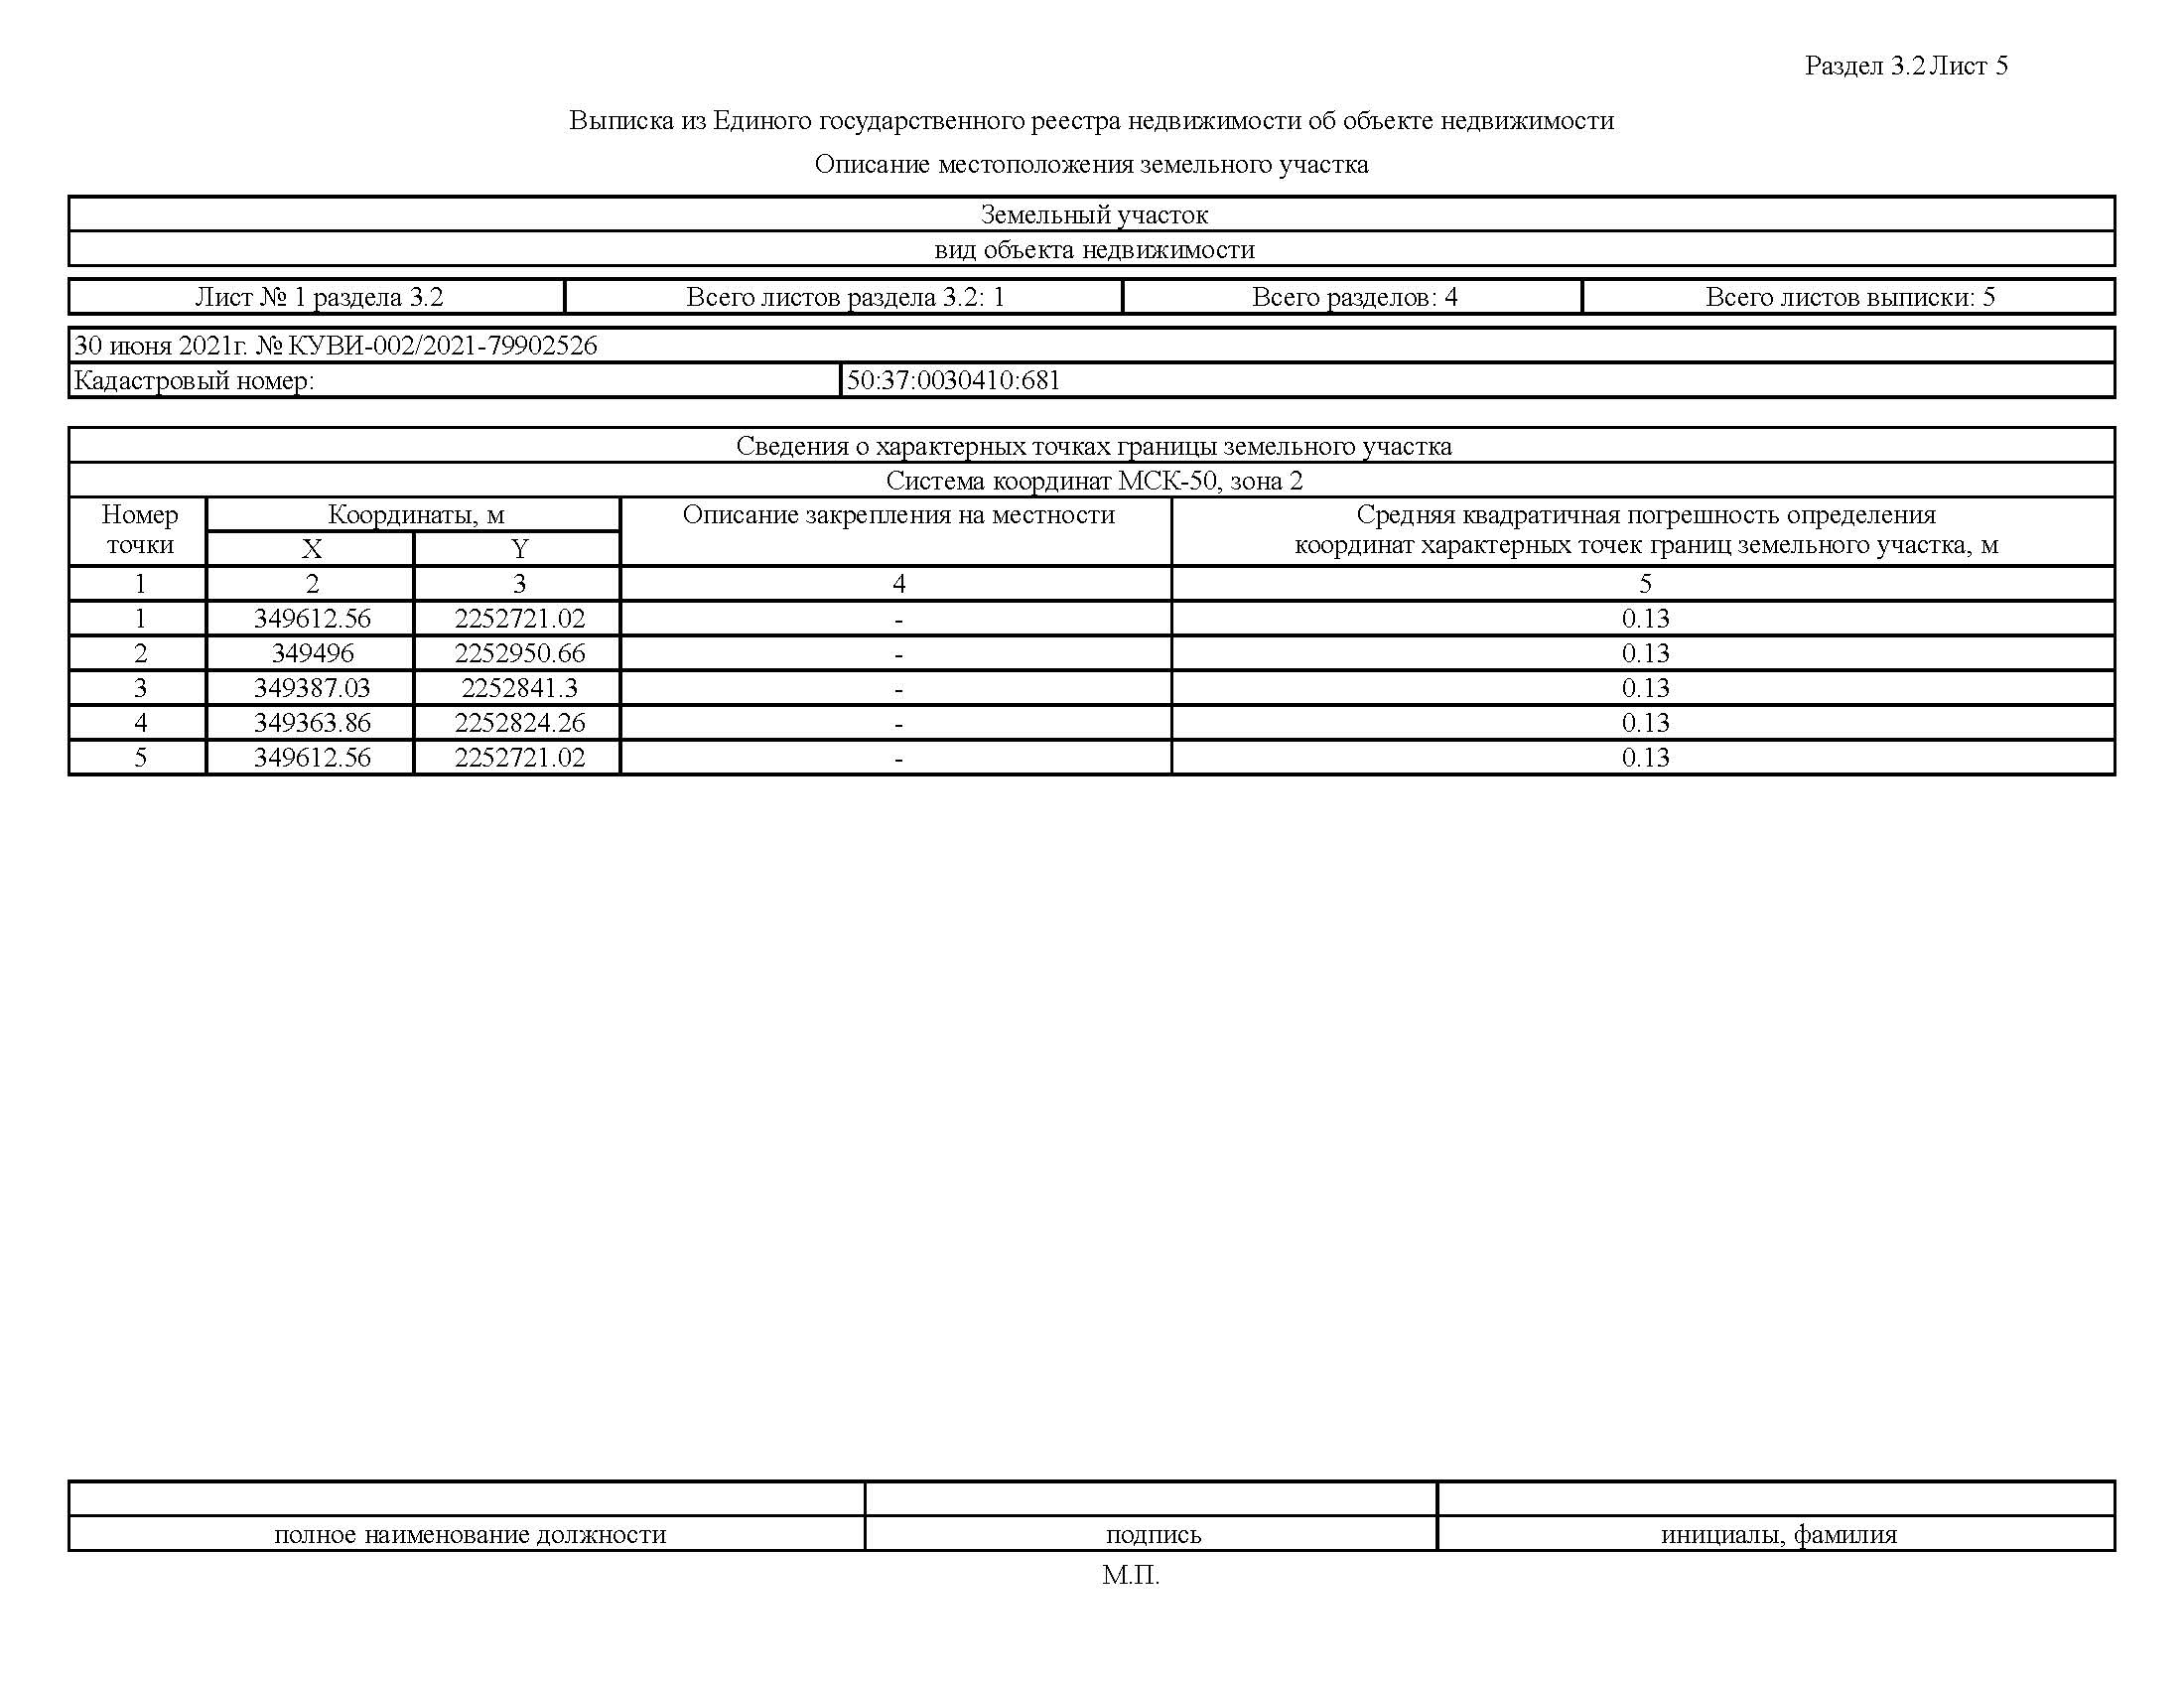 Раздел 3.2 Лист 5
Выписка из Единого государственного реестра недвижимости об объекте недвижимости
Описание местоположения земельного участка
Земельный участок
вид объекта недвижимости
Лист № 1 раздела 3.2 Всего листов раздела 3.2: 1 Всего разделов: 4 Всего листов выписки: 5
30 июня 2021г. № КУВИ-002/2021-79902526
Кадастровый номер: 50:37:0030410:681
Сведения о характерных точках границы земельного участка
Система координат МСК-50, зона 2
Номер точки Координаты, м Описание закрепления на местности Средняя квадратичная погрешность определения
координат характерных точек границ земельного участка, м
X Y
1 2 3 4 5
1 349612.56 2252721.02 - 0.13
2 349496 2252950.66 - 0.13
3 349387.03 2252841.3 - 0.13
4 349363.86 2252824.26 - 0.13
5 349612.56 2252721.02 - 0.13
полное наименование должности подпись инициалы, фамилия
М.П.